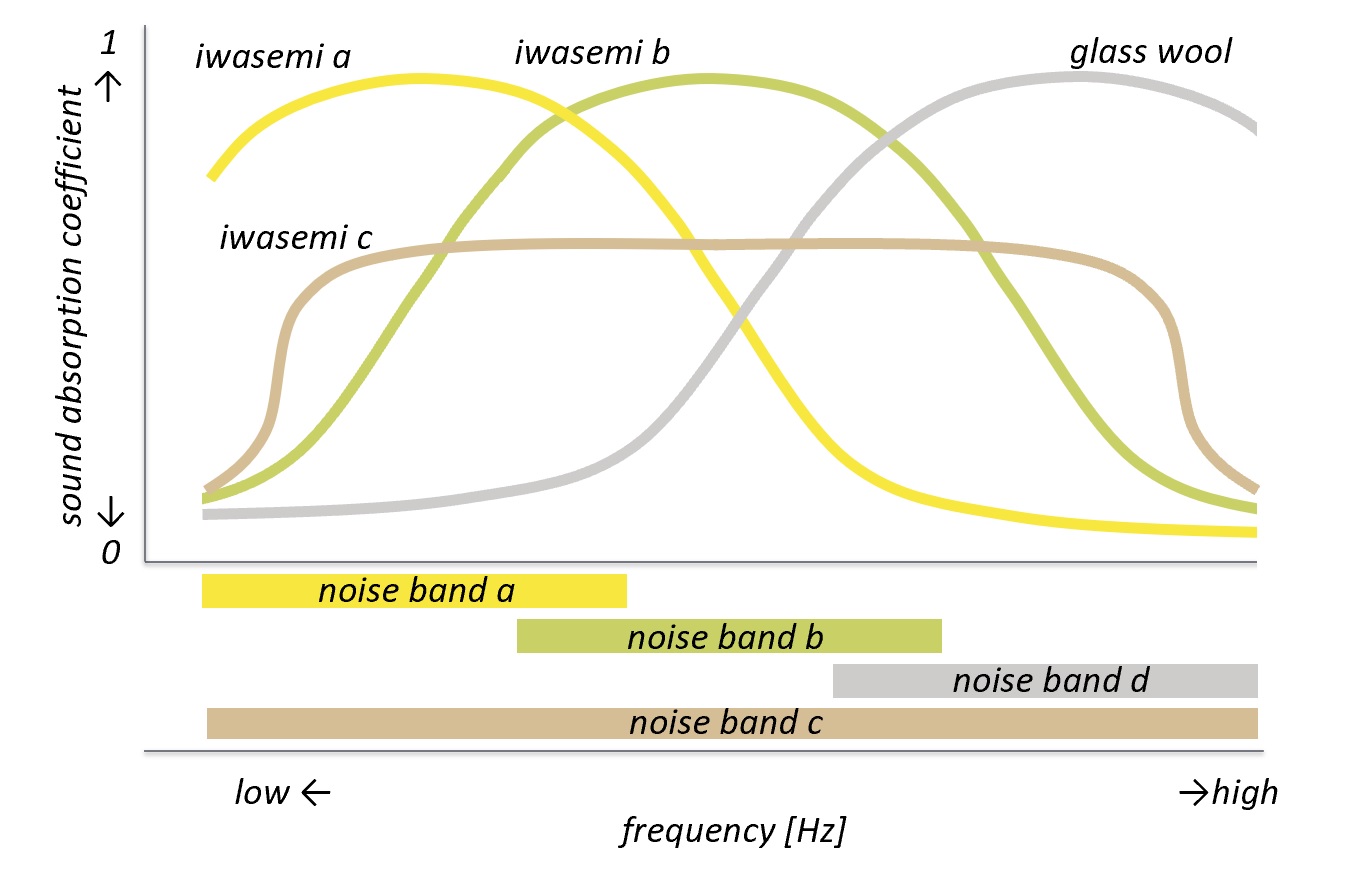 1
iwasemi a
iwasemi b
glass wool
↑
sound absorption coefficient
iwasemi c
↓
0
noise band a
noise band b
noise band d
noise band c
low ←
→high
frequency [Hz]